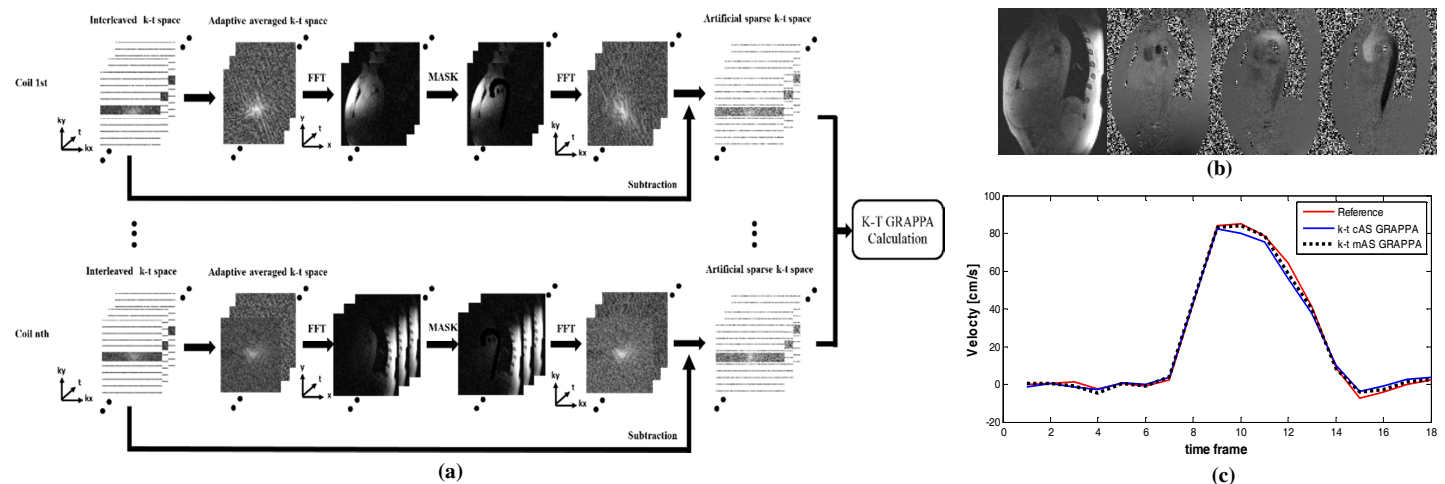 Interleaved k-t space
Adaptive averaged k-t space
Artificial sparse k-t space
Coil 1st
FFT
MASK
FFT
ky
t
kx
y
t
x
ky
t
kx
Subtraction
K-T GRAPPA
Calculation
Interleaved k-t space
Adaptive averaged k-t space
Artificial sparse k-t space
Coil nth
FFT
MASK
FFT
ky
t
kx
y
t
x
ky
t
kx
Subtraction
(a)
(b)
100
80
60
40
20
0
-20
Velocty [cm/s]
Reference
k-t cAS GRAPPA
k-t mAS GRAPPA
0 2 4 6 8 10 12 14 16 18
time frame
(c)